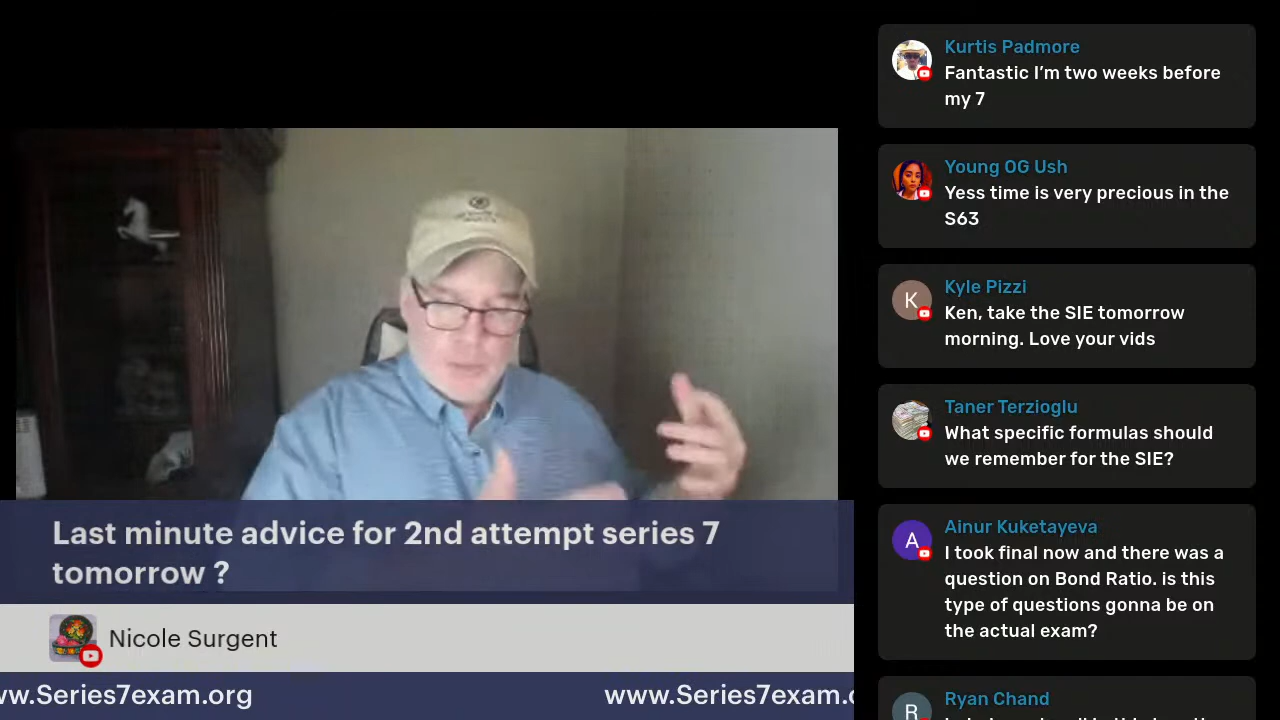 Last minute advice for 2nd attempt series 7
tomorrow ?
Nicole Surgent
www.Series7exam.org
www.Series7exam.o
Kurtis Padmore
Fantastic I’m two weeks before
my 7
Young OG Ush
Yess time is very precious in the
S63
Kyle Pizzi
K
Ken, take the SIE tomorrow
morning. Love your vids
Taner Terzioglu
What specific formulas should
we remember for the SIE?
Ainur Kuketayeva
A
I took final now and there was a
question on Bond Ratio. is this
type of questions gonna be on
the actual exam?
Ryan Chand
R